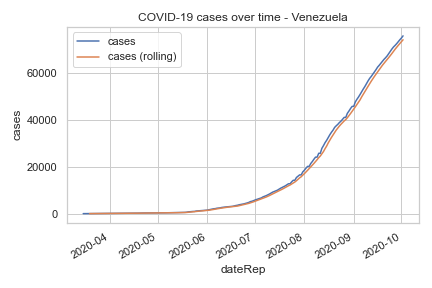 COVID-19 cases over time - Venezuela
cases
cases (rolling)
60000
40000
20000
0
cases
2020-04
2020-05
2020-06
2020-07
2020-08
2020-09
2020-10
dateRep